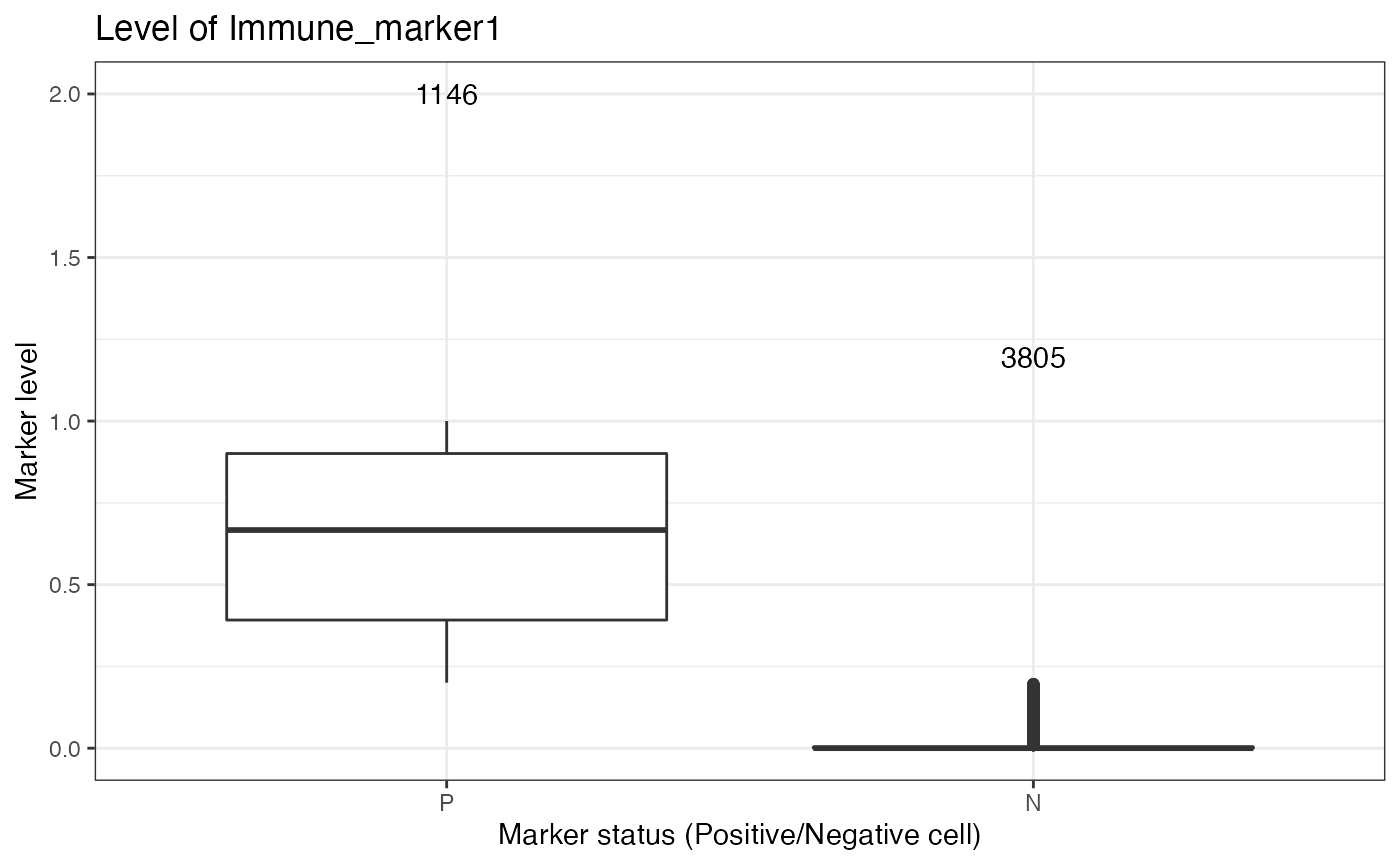 Level of Immune_marker1
2.0
1146
1.5
3805
1.0
0.5
0.0
Marker level
P
N
Marker status (Positive/Negative cell)